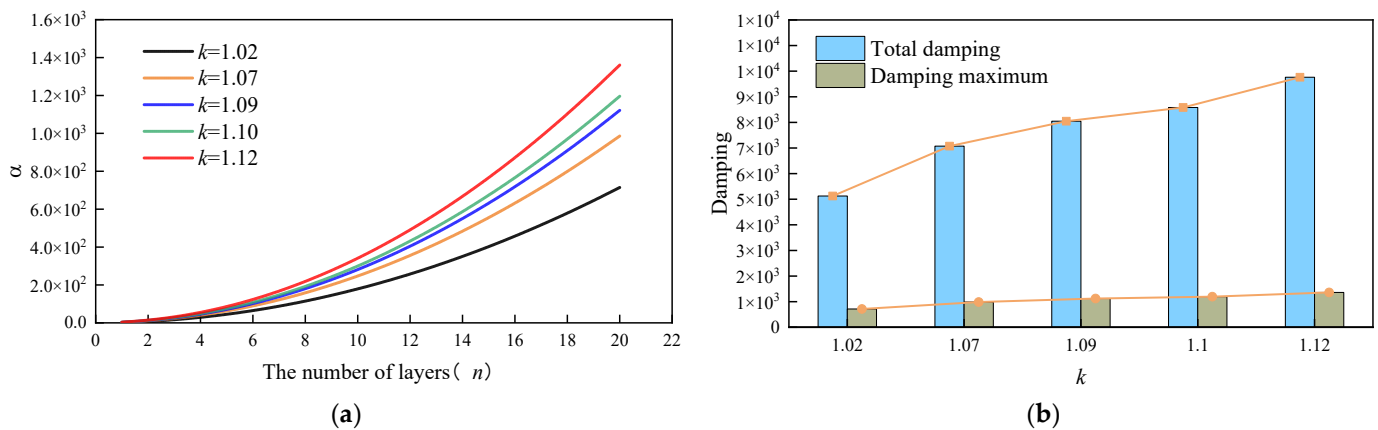 1.6×10³
1.4×10³
1.2×10³
1.0×10³
8.0×10²
6.0×10²
4.0×10²
2.0×10²
0.0
α
k=1.02
k=1.07
k=1.09
k=1.10
k=1.12
0 2 4 6 8 10 12 14 16 18 20 22
The number of layers( n)
(a)
1×10⁴
1×10⁴
1×10⁴
9×10³
8×10³
7×10³
6×10³
5×10³
4×10³
3×10³
2×10³
1×10³
0
Damping
Total damping
Damping maximum
1.02 1.07 1.09 1.1 1.12
k
(b)